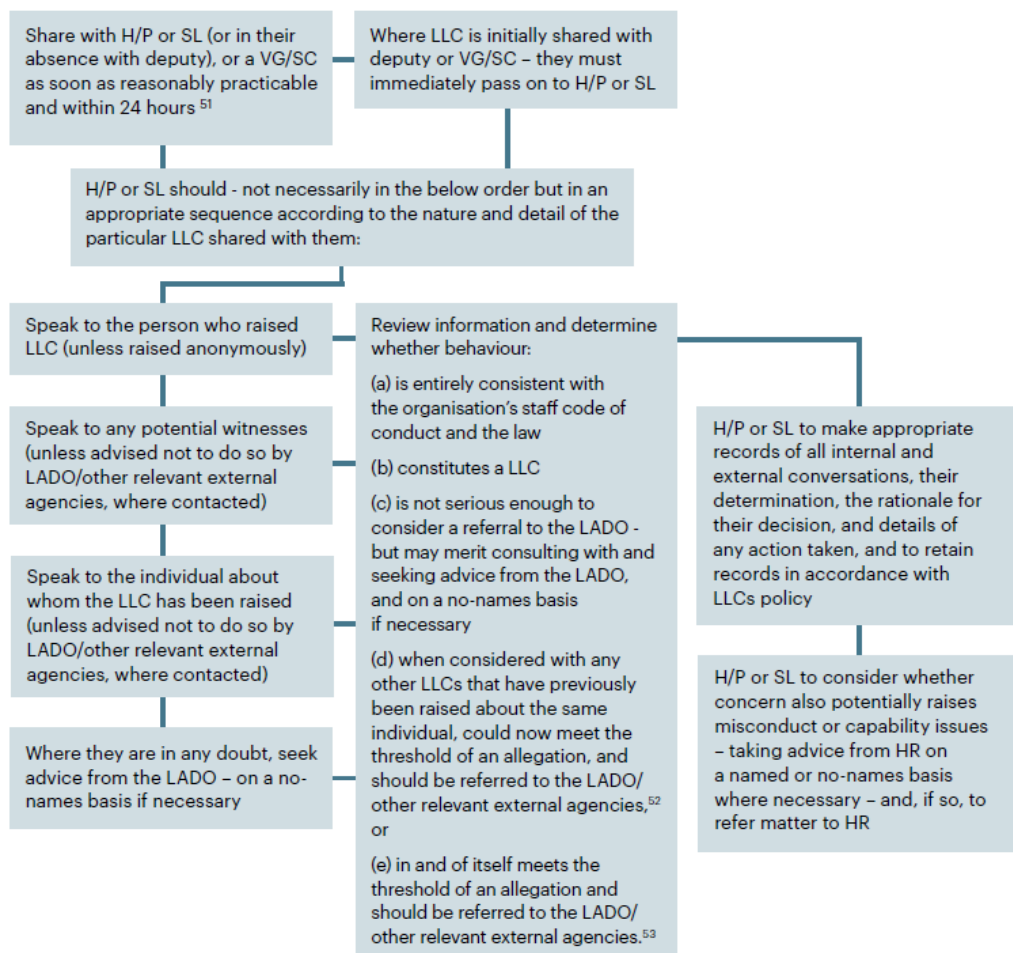 Share with H/P or SL (or in their
absence with deputy), or a VG/SC
as soon as reasonably practicable
and within 24 hours 51
Where LLC is initially shared with
deputy or VG/SC – they must
immediately pass on to H/P or SL
H/P or SL should - not necessarily in the below order but in an
appropriate sequence according to the nature and detail of the
particular LLC shared with them:
Speak to the person who raised
LLC (unless raised anonymously)
Speak to any potential witnesses
(unless advised not to do so by
LADO/other relevant external
agencies, where contacted)
Speak to the individual about
whom the LLC has been raised
(unless advised not to do so by
LADO/other relevant external
agencies, where contacted)
Where they are in any doubt, seek
advice from the LADO – on a no-
names basis if necessary
Review information and determine
whether behaviour:
(a) is entirely consistent with
the organisation's staff code of
conduct and the law
(b) constitutes a LLC
(c) is not serious enough to
consider a referral to the LADO -
but may merit consulting with and
seeking advice from the LADO,
and on a no-names basis
if necessary
(d) when considered with any
other LLCs that have previously
been raised about the same
individual, could now meet the
threshold of an allegation, and
should be referred to the LADO/
other relevant external agencies,52
or
(e) in and of itself meets the
threshold of an allegation and
should be referred to the LADO/
other relevant external agencies.53
H/P or SL to make appropriate
records of all internal and
external conversations, their
determination, the rationale for
their decision, and details of
any action taken, and to retain
records in accordance with
LLCs policy
H/P or SL to consider whether
concern also potentially raises
misconduct or capability issues
– taking advice from HR on
a named or no-names basis
where necessary – and, if so, to
refer matter to HR